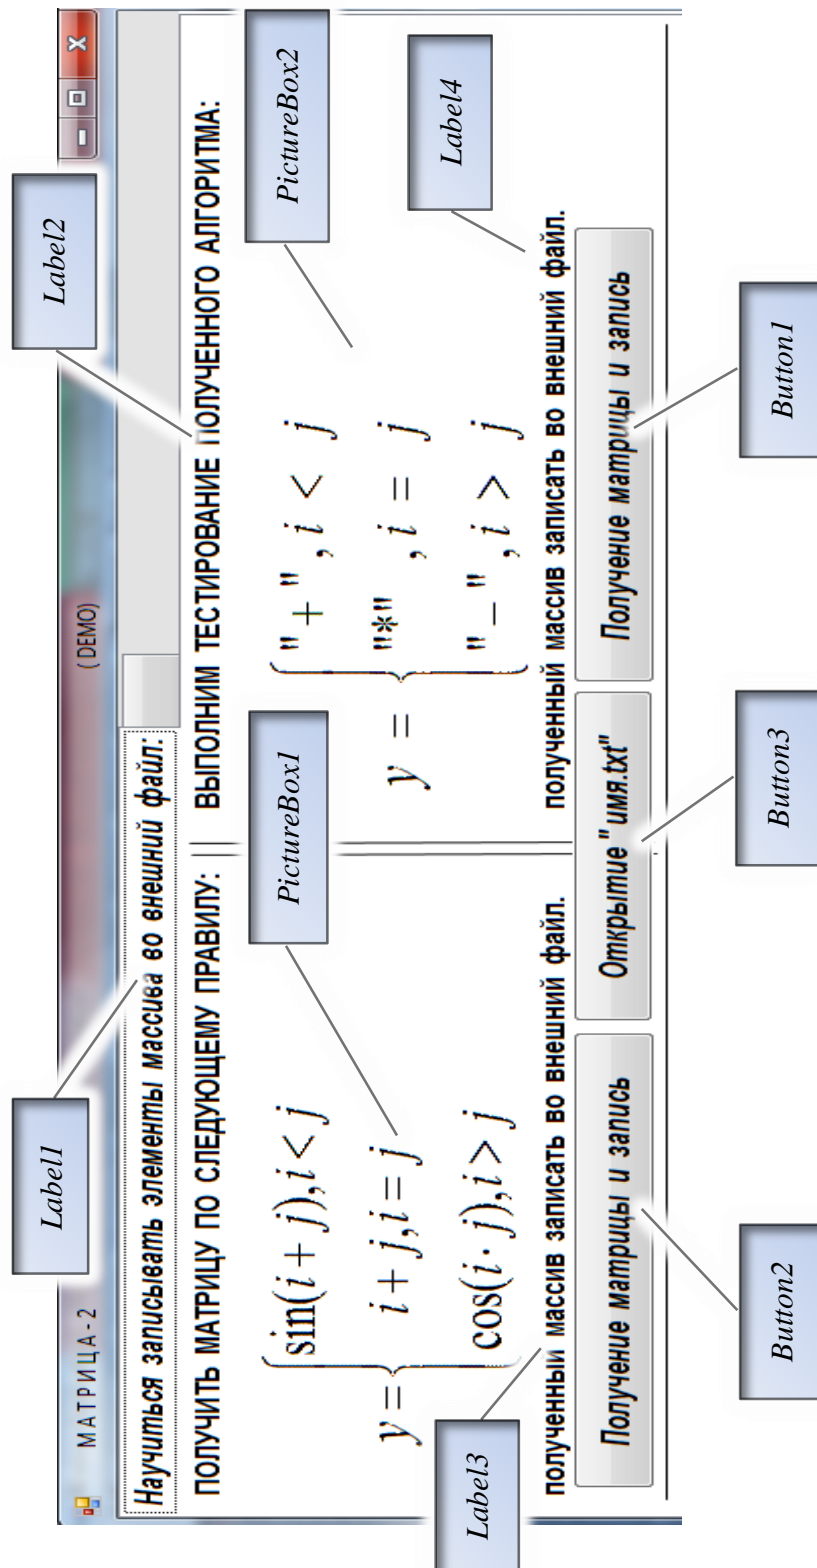 Label1
Label2
МАТРИЦА-2
( DEMO)
Научиться записывать элементы массива во внешний файл:
ПОЛУЧИТЬ МАТРИЦУ ПО СЛЕДУЮЩЕМУ ПРАВИЛУ:
ВЫПОЛНИМ ТЕСТИРОВАНИЕ ПОЛУЧЕННОГО АЛГОРИТМА:
PictureBox1
PictureBox2
sin(i + j), i < j
y = i + j, i = j
cos(i · j), i > j
"+" , i < j
y = "*" , i = j
"−" , i > j
Label3
Label4
полученный массив записать во внешний файл.
полученный массив записать во внешний файл.
Получение матрицы и запись
Открытие "имя.txt"
Получение матрицы и запись
Button2
Button3
Button1